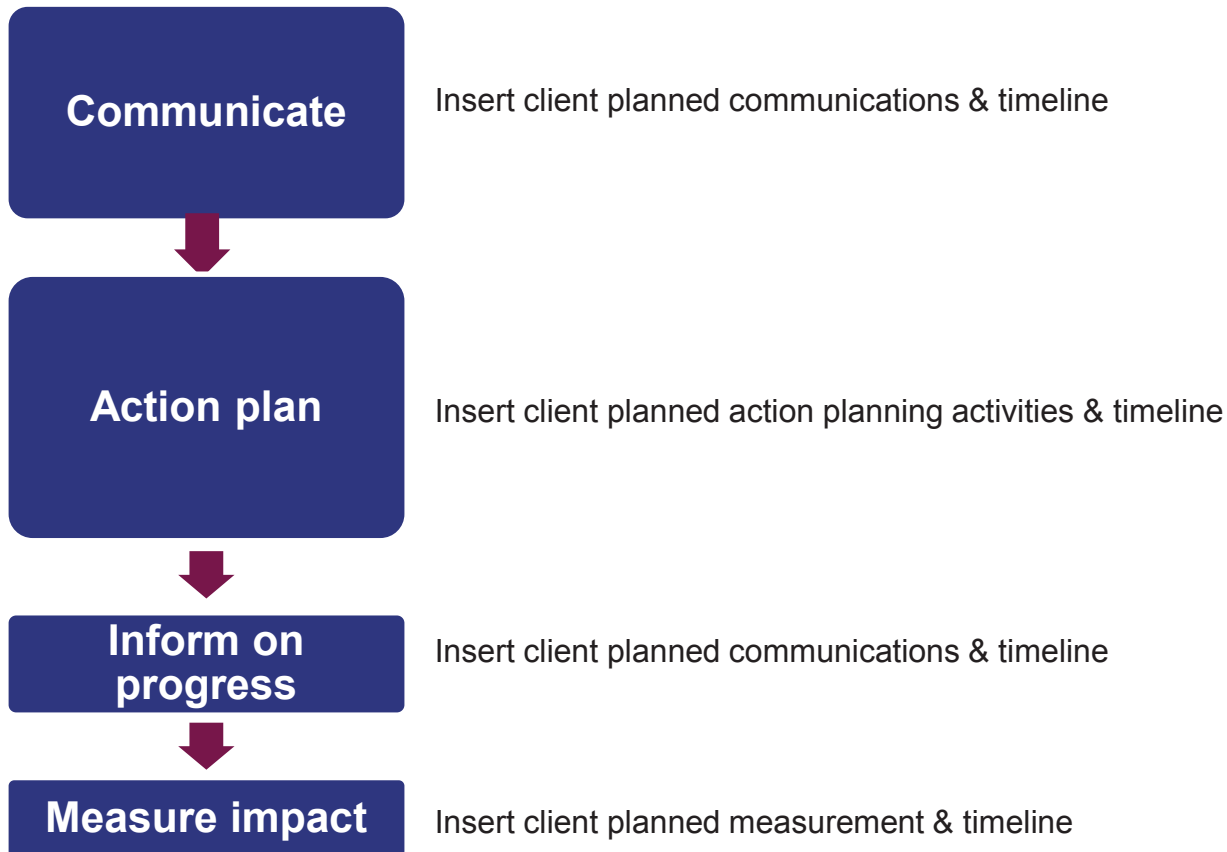 Communicate
Insert client planned communications & timeline
Action plan
Insert client planned action planning activities & timeline
Inform on
progress
Insert client planned communications & timeline
Measure impact
Insert client planned measurement & timeline